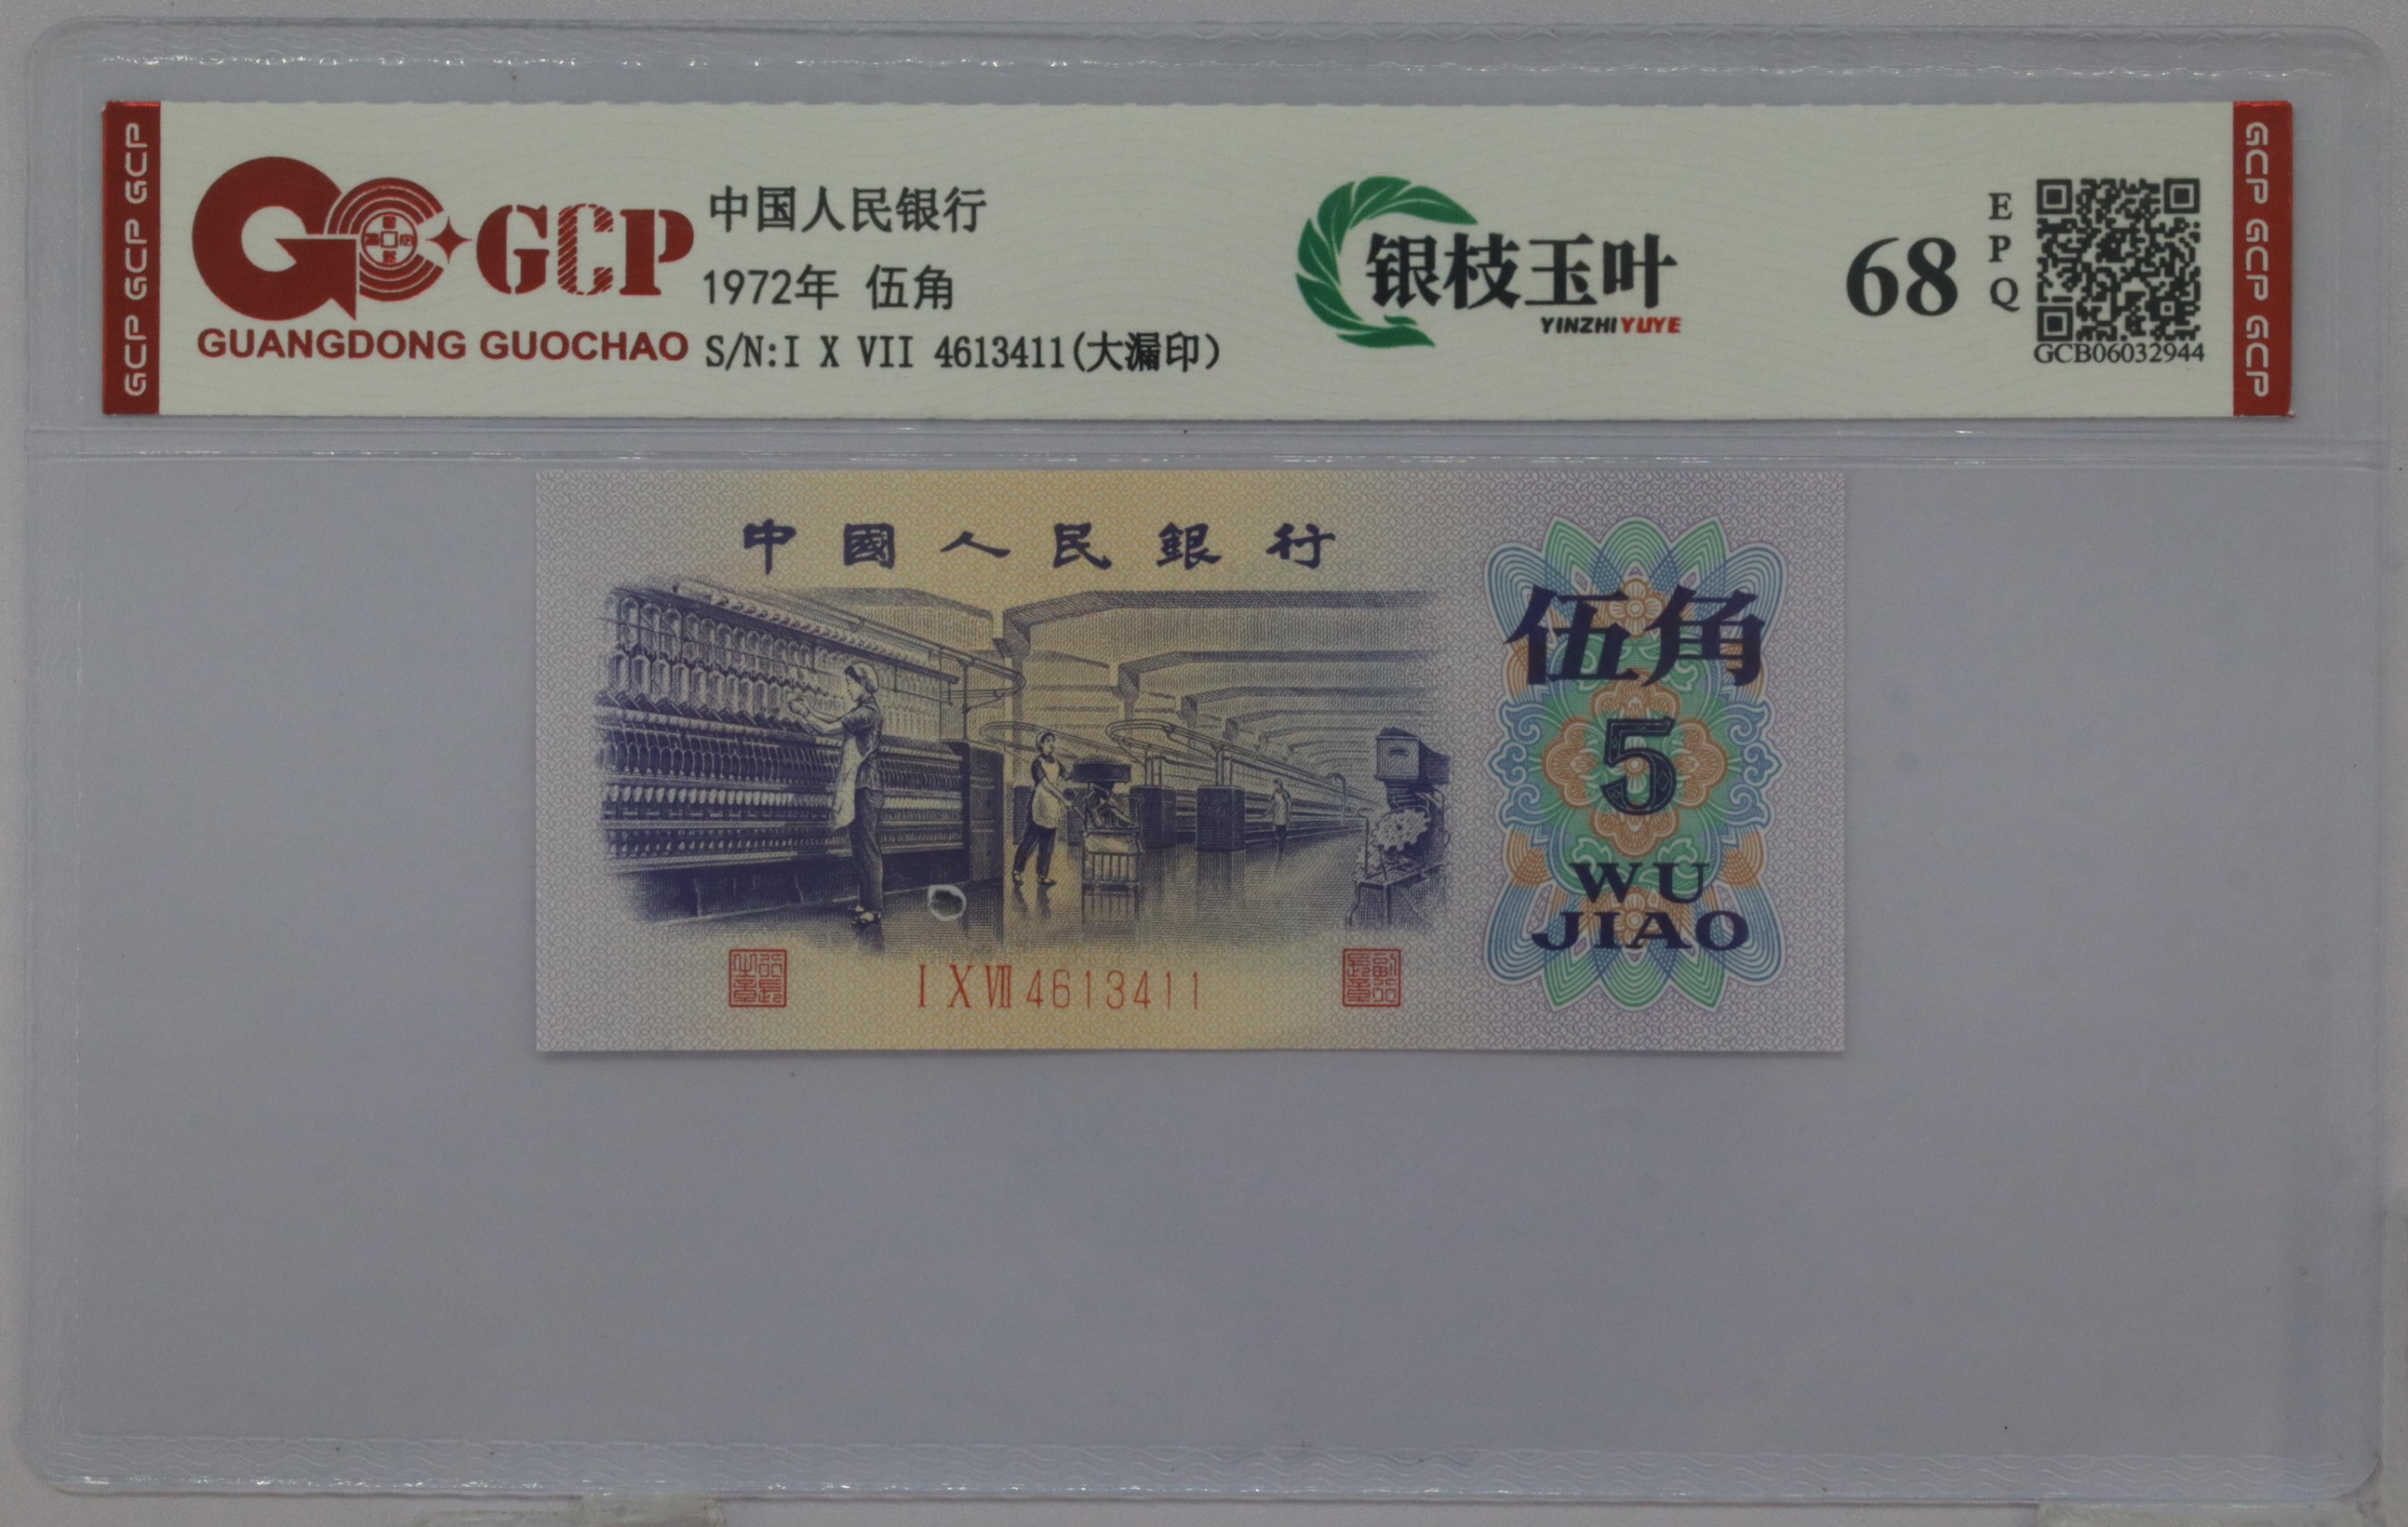 GCP GCP GCP
GCP
GUANGDONG GUOCHAO
中国人民银行
1972年 伍角
S/N:I X VII 4613411(大漏印)
银枝玉叶
YINZHI YUYE
68
EPQ
GCB06032944
GCP GCP GCP
中國人民銀行
伍角
5
WU
JIAO
I X VII 4613411